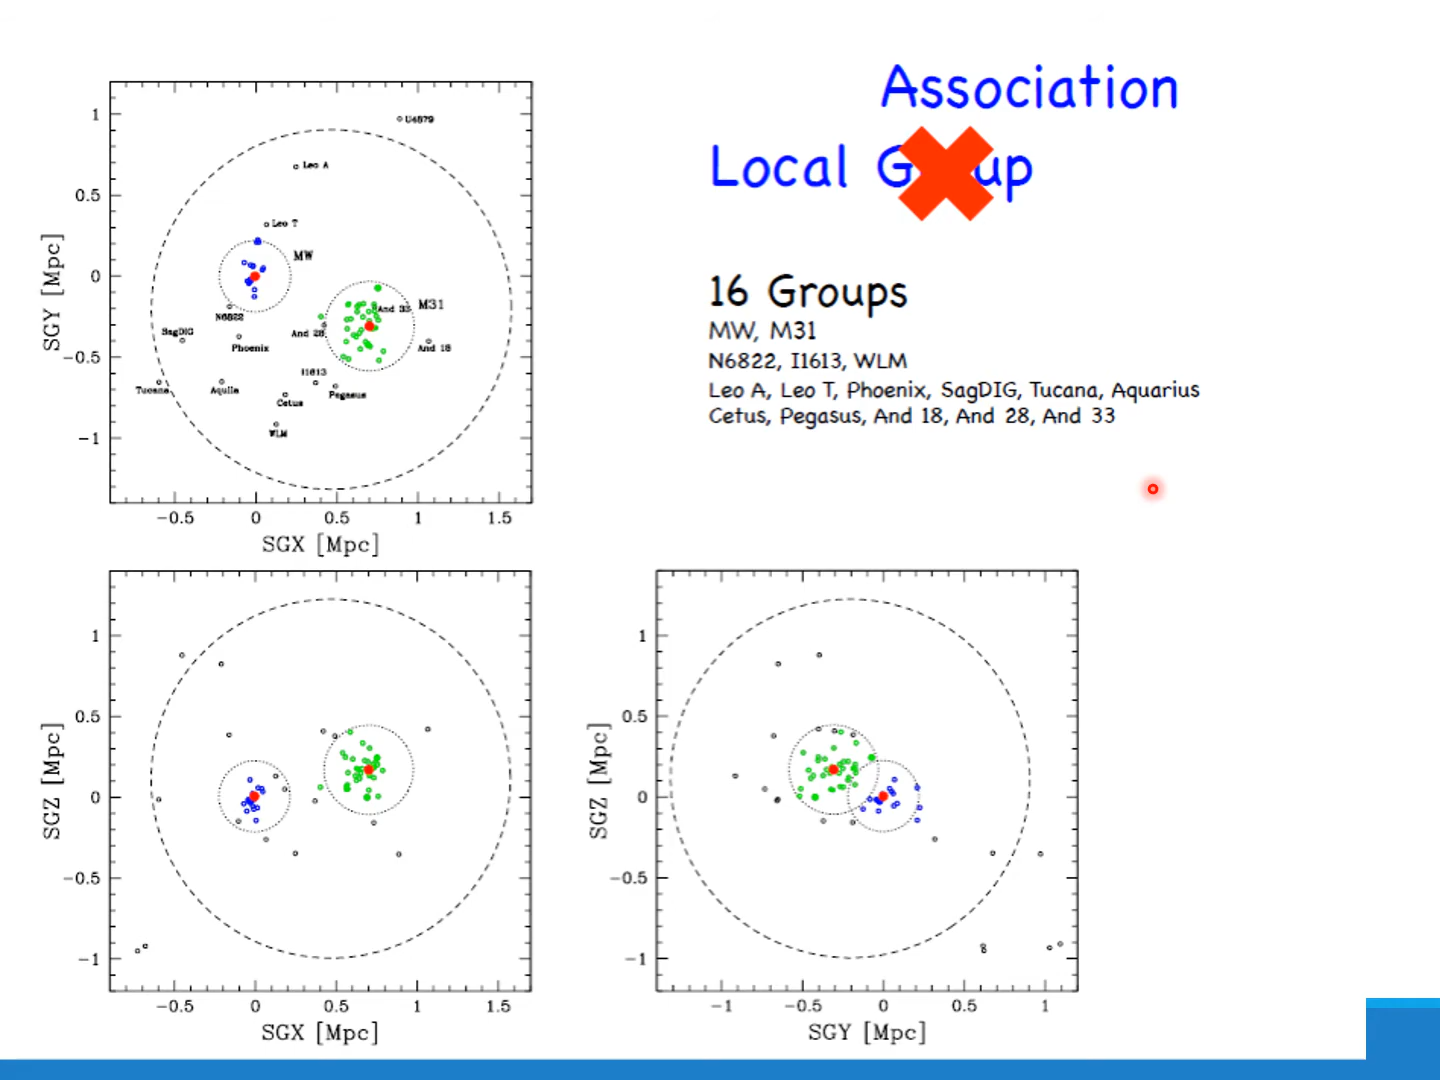 Association
Local G up
16 Groups
MW, M31
N6822, I1613, WLM
Leo A, Leo T, Phoenix, SagDIG, Tucana, Aquarius
Cetus, Pegasus, And 18, And 28, And 33
SGY [Mpc]
1
0.5
0
−0.5
−1
U4879
Leo A
Leo T
MW
M31
And 33
N6822
And 28
SagDIG
Phoenix
And 18
I1613
Tucana
Aquila
Cetus
Pegasus
WLM
−0.5 0 0.5 1 1.5
SGX [Mpc]
SGZ [Mpc]
1
0.5
0
−0.5
−1
−0.5 0 0.5 1 1.5
SGX [Mpc]
SGZ [Mpc]
1
0.5
0
−0.5
−1
−1 −0.5 0 0.5 1
SGY [Mpc]